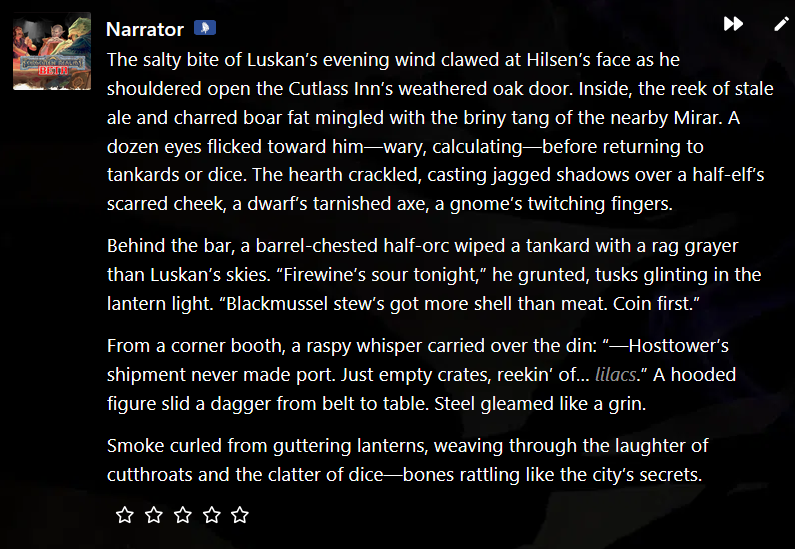 Narrator
The salty bite of Luskan’s evening wind clawed at Hilsen’s face as he
shouldered open the Cutlass Inn’s weathered oak door. Inside, the reek of stale
ale and charred boar fat mingled with the briny tang of the nearby Mirar. A
dozen eyes flicked toward him—wary, calculating—before returning to
tankards or dice. The hearth crackled, casting jagged shadows over a half-elf’s
scarred cheek, a dwarf’s tarnished axe, a gnome’s twitching fingers.
Behind the bar, a barrel-chested half-orc wiped a tankard with a rag grayer
than Luskan’s skies. “Firewine’s sour tonight,” he grunted, tusks glinting in the
lantern light. “Blackmussel stew’s got more shell than meat. Coin first.”
From a corner booth, a raspy whisper carried over the din: “—Hosttower’s
shipment never made port. Just empty crates, reekin’ of... lilacs.” A hooded
figure slid a dagger from belt to table. Steel gleamed like a grin.
Smoke curled from guttering lanterns, weaving through the laughter of
cutthroats and the clatter of dice—bones rattling like the city’s secrets.